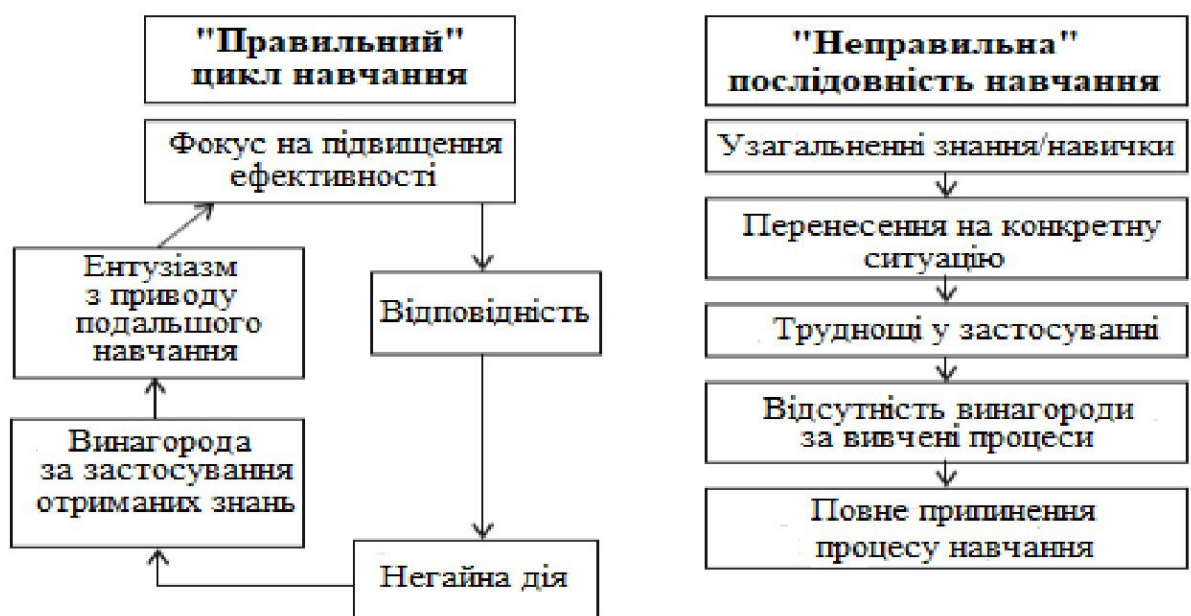 "Правильний"
цикл навчання
Фокус на підвищення
ефективності
Відповідність
Негайна дія
Винагорода
за застосування
отриманих знань
Ентузіазм
з приводу
подальшого
навчання
"Неправильна"
послідовність навчання
Узагальненні знання/навички
Перенесення на конкретну
ситуацію
Труднощі у застосуванні
Відсутність винагороди
за вивчені процеси
Повне припинення
процесу навчання